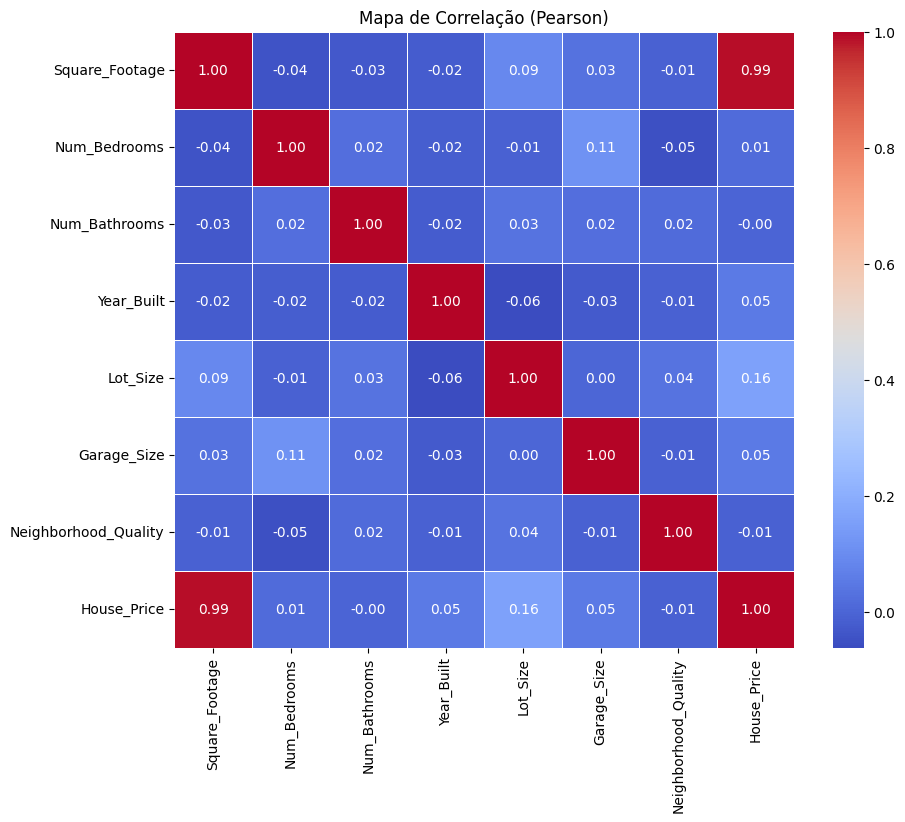 Mapa de Correlação (Pearson)
Square_Footage 1.00 -0.04 -0.03 -0.02 0.09 0.03 -0.01 0.99
Num_Bedrooms -0.04 1.00 0.02 -0.02 -0.01 0.11 -0.05 0.01
Num_Bathrooms -0.03 0.02 1.00 -0.02 0.03 0.02 0.02 -0.00
Year_Built -0.02 -0.02 -0.02 1.00 -0.06 -0.03 -0.01 0.05
Lot_Size 0.09 -0.01 0.03 -0.06 1.00 0.00 0.04 0.16
Garage_Size 0.03 0.11 0.02 -0.03 0.00 1.00 -0.01 0.05
Neighborhood_Quality -0.01 -0.05 0.02 -0.01 0.04 -0.01 1.00 -0.01
House_Price 0.99 0.01 -0.00 0.05 0.16 0.05 -0.01 1.00
Square_Footage
Num_Bedrooms
Num_Bathrooms
Year_Built
Lot_Size
Garage_Size
Neighborhood_Quality
House_Price
1.0
0.8
0.6
0.4
0.2
0.0